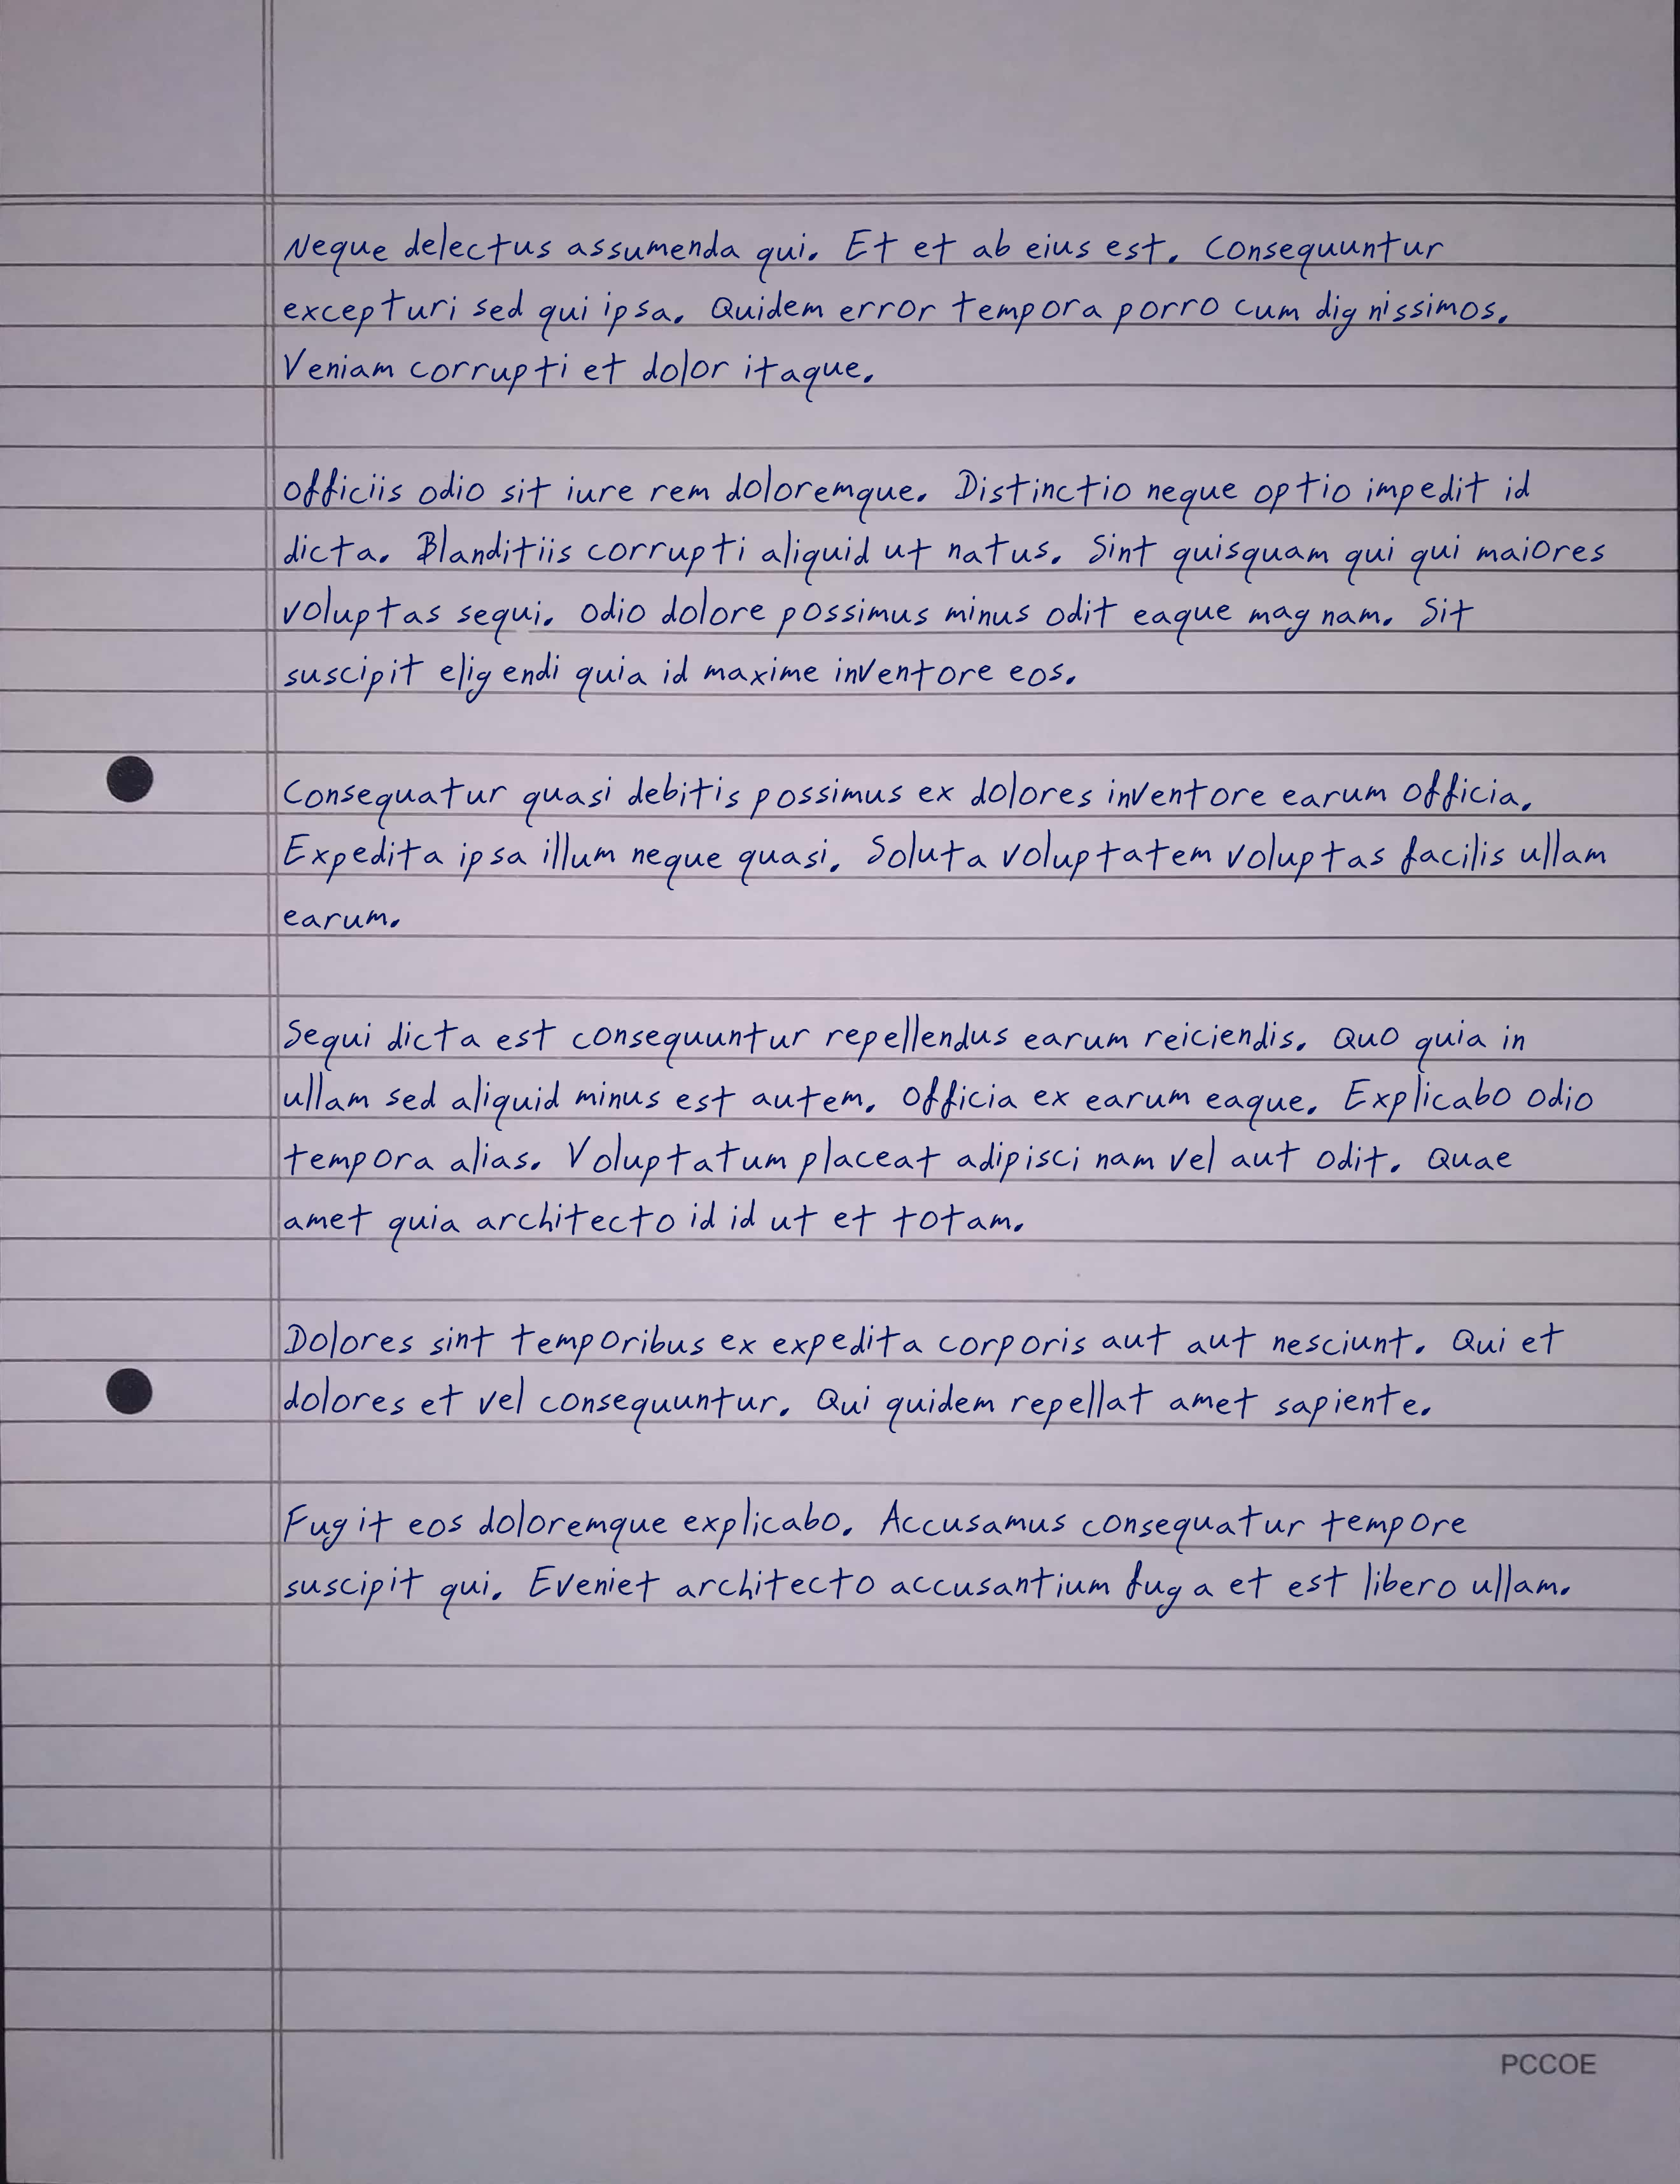 Neque delectus assumenda qui. Et et ab eius est. Consequuntur
excepturi sed qui ipsa. Quidem error tempora porro cum dignissimos.
Veniam corrupti et dolor itaque.
Officiis odio sit iure rem doloremque. Distinctio neque optio impedit id
dicta. Blanditiis corrupti aliquid ut natus. Sint quisquam qui qui maiores
voluptas sequi. Odio dolore possimus minus odit eaque magnam. Sit
suscipit eligendi quia id maxime inventore eos.
Consequatur quasi debitis possimus ex dolores inventore earum officia.
Expedita ipsa illum neque quasi. Soluta voluptatem voluptas facilis ullam
earum.
Sequi dicta est consequuntur repellendus earum reiciendis. Quo quia in
ullam sed aliquid minus est autem. Officia ex earum eaque. Explicabo odio
tempora alias. Voluptatum placeat adipisci nam vel aut odit. Quae
amet quia architecto id id ut et totam.
Dolores sint temporibus ex expedita corporis aut aut nesciunt. Qui et
dolores et vel consequuntur. Qui quidem repellat amet sapiente.
Fugit eos doloremque explicabo. Accusamus consequatur tempore
suscipit qui. Eveniet architecto accusantium fuga et est libero ullam.
PCCOE